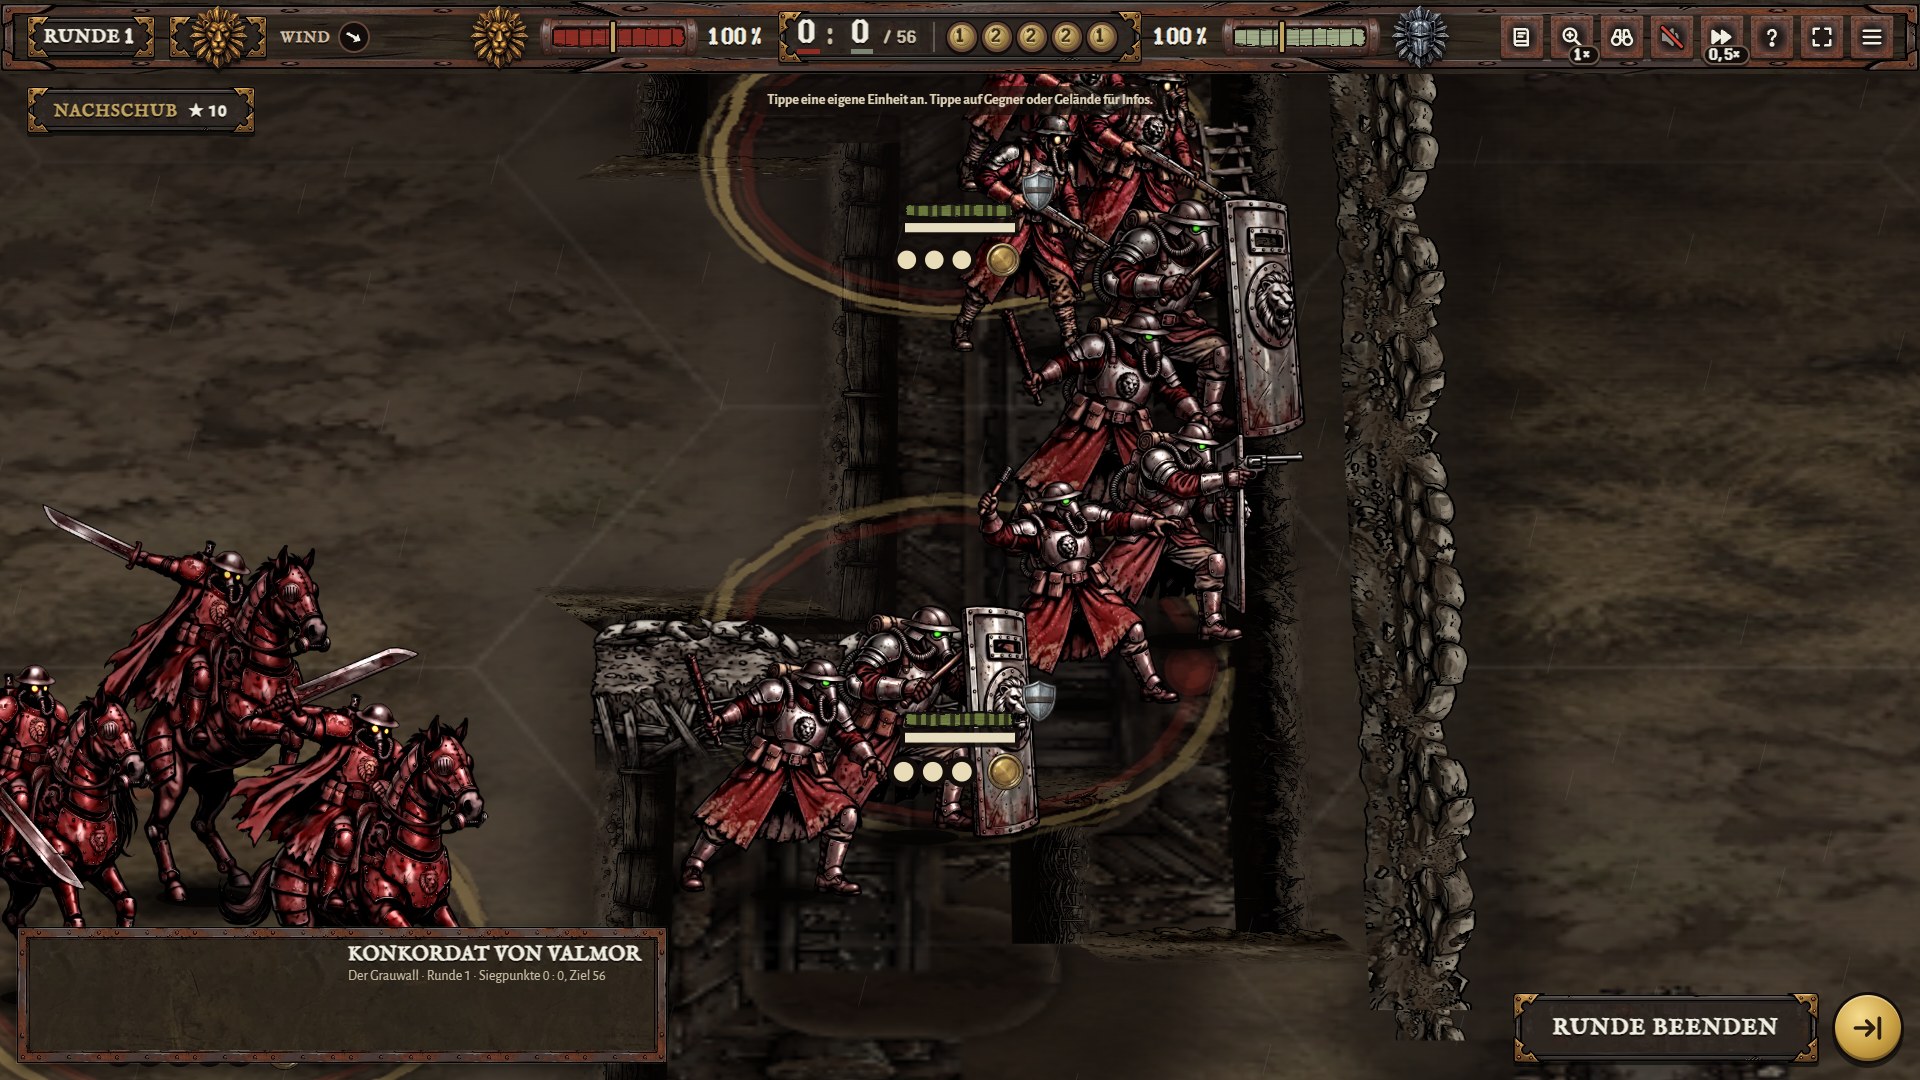 RUNDE 1
WIND
100%
0 : 0 / 56
1 2 2 2 1
100%
1×
0,5×
?
NACHSCHUB ★ 10
Tippe eine eigene Einheit an. Tippe auf Gegner oder Gelände für Infos.
KONKORDAT VON VALMOR
Der Grauwall · Runde 1 · Siegpunkte 0 : 0, Ziel 56
RUNDE BEENDEN